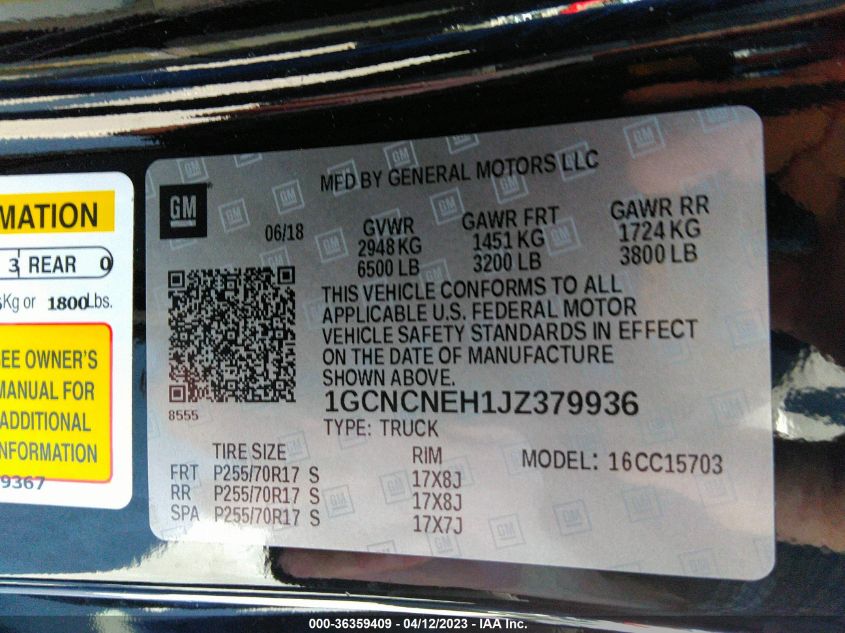 MATION
3 REAR 0
Kg or 1800Lbs.
SEE OWNER'S
MANUAL FOR
ADDITIONAL
INFORMATION
9367
GM
MFD BY GENERAL MOTORS LLC
06/18
GVWR GAWR FRT GAWR RR
2948 KG 1451 KG 1724 KG
6500 LB 3200 LB 3800 LB
THIS VEHICLE CONFORMS TO ALL
APPLICABLE U.S. FEDERAL MOTOR
VEHICLE SAFETY STANDARDS IN EFFECT
ON THE DATE OF MANUFACTURE
SHOWN ABOVE.
8555
1GCNCNEH1JZ379936
TYPE: TRUCK
MODEL: 16CC15703
TIRE SIZE RIM
FRT P255/70R17 S 17X8J
RR P255/70R17 S 17X8J
SPA P255/70R17 S 17X7J
000-36359409 - 04/12/2023 - IAA Inc.